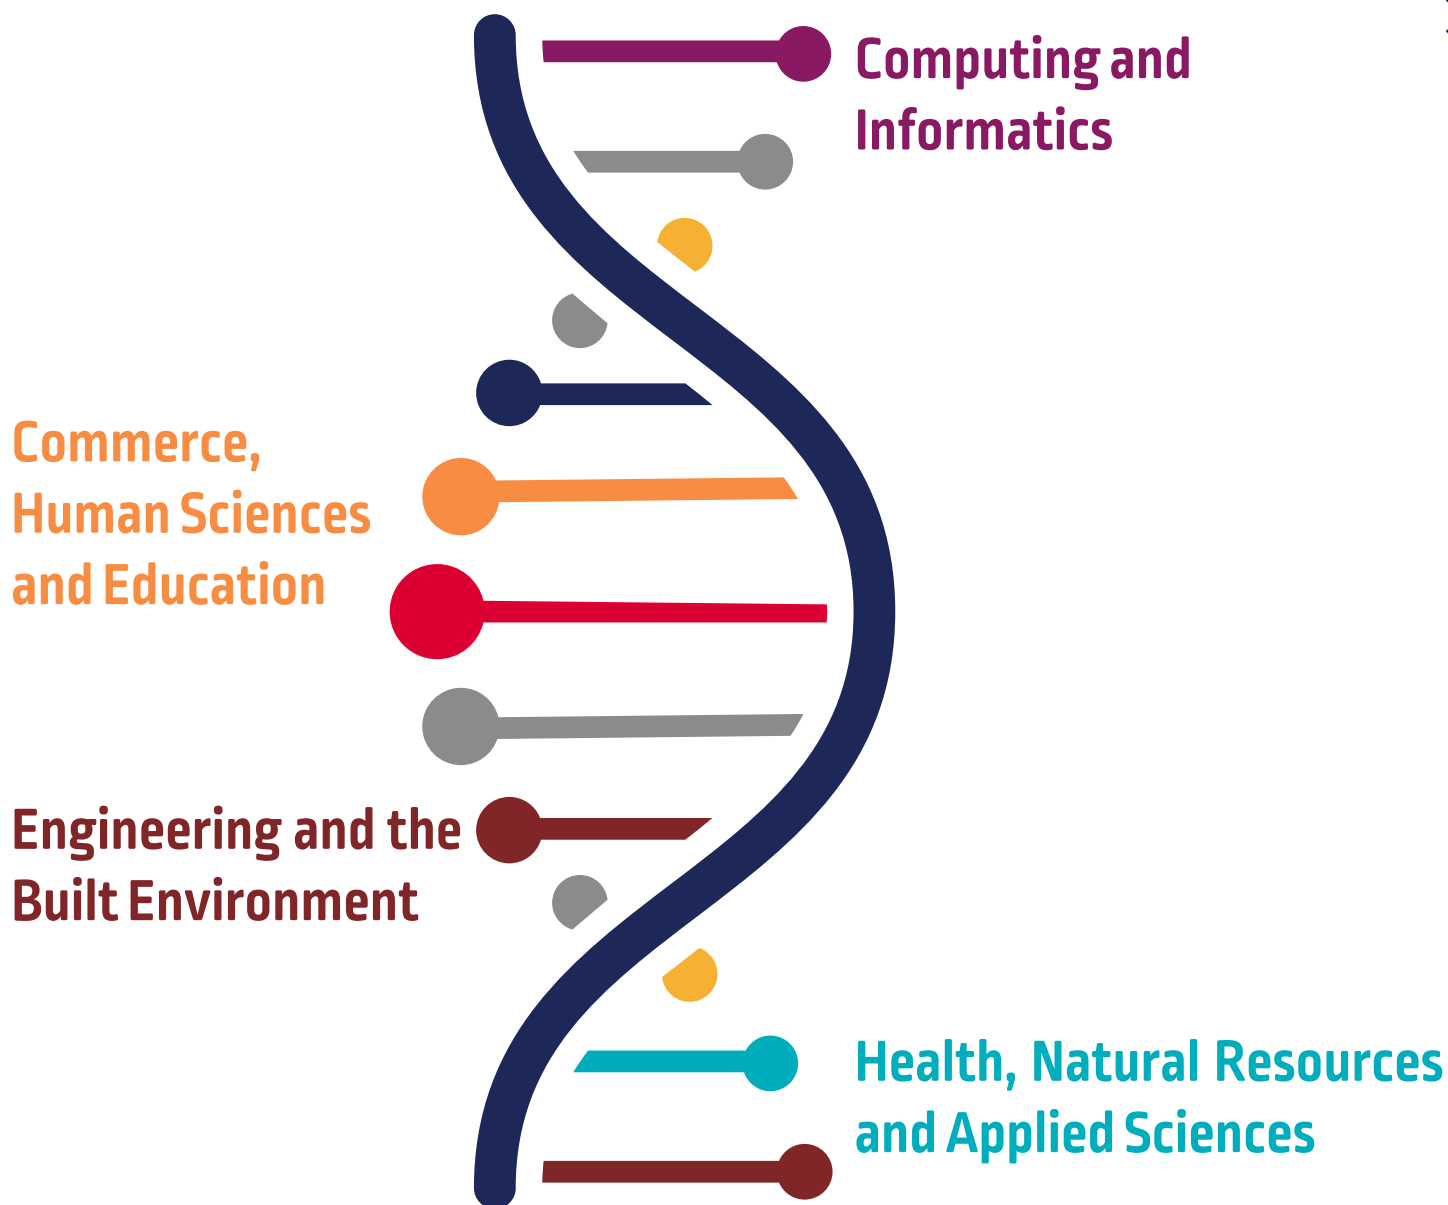 Computing and
Informatics
Commerce,
Human Sciences
and Education
Engineering and the
Built Environment
Health, Natural Resources
and Applied Sciences